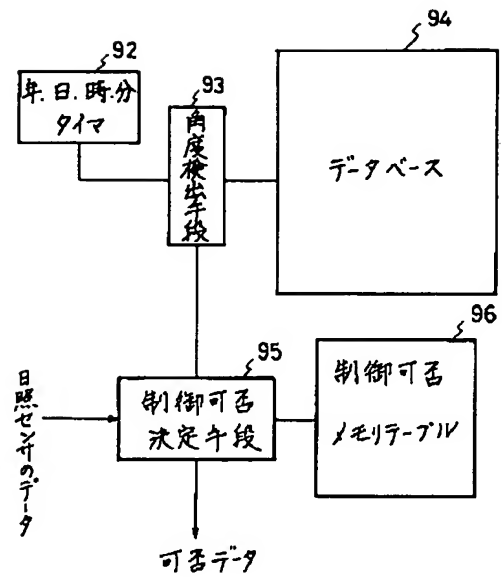 92
年.日.時.分
タイマ
93
角度検出手段
94
データベース
95
制御可否
決定手段
96
制御可否
メモリテーブル
日照センサのデータ
可否データ